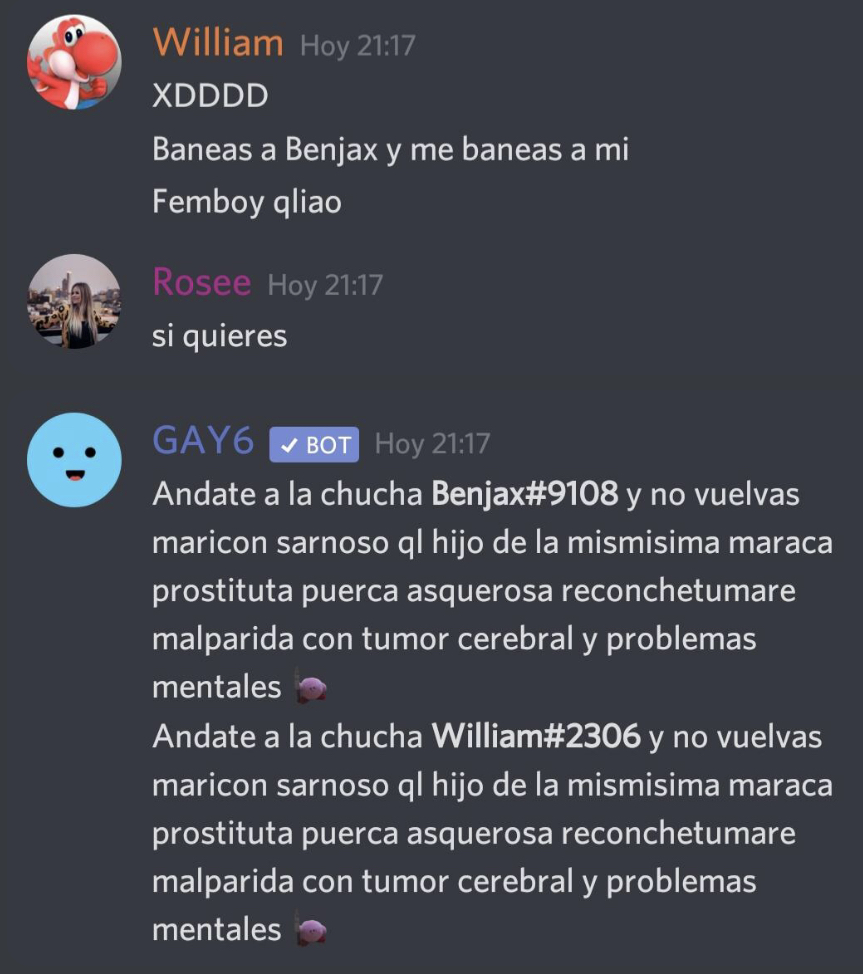 William Hoy 21:17
XDDDD
Baneas a Benjax y me baneas a mi
Femboy qliao
Rosee Hoy 21:17
si quieres
GAY6 ✓ BOT Hoy 21:17
Andate a la chucha Benjax#9108 y no vuelvas
maricon sarnoso ql hijo de la mismisima maraca
prostituta puerca asquerosa reconchetumare
malparida con tumor cerebral y problemas
mentales
Andate a la chucha William#2306 y no vuelvas
maricon sarnoso ql hijo de la mismisima maraca
prostituta puerca asquerosa reconchetumare
malparida con tumor cerebral y problemas
mentales